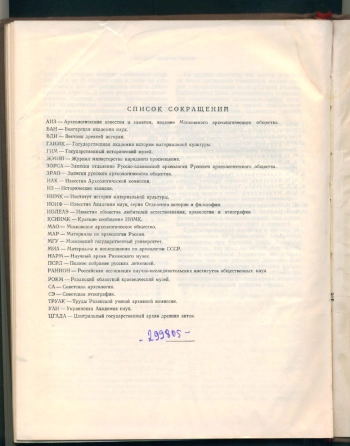 СПИСОК СОКРАЩЕНИЙ
АИЗ — Археологические известия и заметки, издание Московского археологического общества.
БАН — Болгарская академия наук.
ВДИ — Вестник древней истории.
ГАИМК — Государственная академия истории материальной культуры.
ГИМ — Государственный исторический музей.
ЖМНП — Журнал министерства народного просвещения.
ЗОРСА — Записки отделения Русско-славянской археологии Русского археологического общества.
ЗРАО — Записки русского археологического общества.
ИАК — Известия Археологической комиссии.
ИЗ — Исторические записки.
ИИМК — Институт истории материальной культуры.
ИОИФ — Известия Академии наук, серия Отделения истории и философии
ИОЛЕАЭ — Известия общества любителей естествознания, археологии и этнографии
КСИИМК — Краткие сообщения ИИМК.
МАО — Московское археологическое общество.
МАР — Материалы по археологии России.
МГУ — Московский государственный университет.
МИА — Материалы и исследования по археологии СССР.
НАРМ — Научный архив Рязанского музея
ПСРЛ — Полное собрание русских летописей.
РАНИОН — Российская ассоциация научно-исследовательских институтов общественных наук
РОКМ — Рязанский областной краеведческий музей.
СА — Советская археология.
СЭ — Советская этнография.
ТРУАК — Труды Рязанской ученой архивной комиссии.
УАН — Украинская Академия наук.
ЦГАДА — Центральный государственный архив древних актов.
- 299805 -